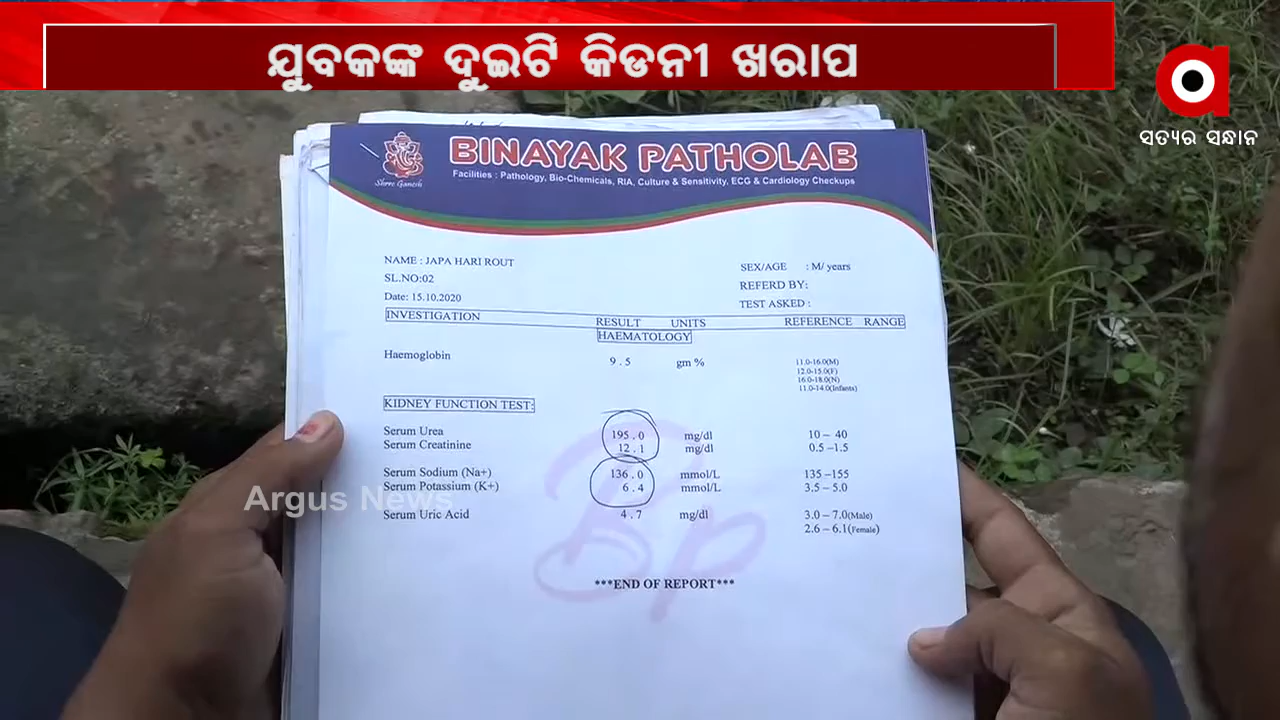 ଯୁବକଙ୍କ ଦୁଇଟି କିଡନୀ ଖରାପ
ସତ୍ୟର ସନ୍ଧାନ
BINAYAK PATHOLAB
Shree Ganesh
Facilities : Pathology, Bio-Chemicals, RIA, Culture & Sensitivity, ECG & Cardiology Checkups
NAME : JAPA HARI ROUT
SEX/AGE : M/ years
SL.NO:02
REFERD BY:
Date: 15.10.2020
TEST ASKED :
INVESTIGATION RESULT UNITS REFERENCE RANGE
HAEMATOLOGY
Haemoglobin 9.5 gm % 11.0-16.0(M)
12.0-15.0(F)
16.0-18.0(N)
11.0-14.0(Infants)
KIDNEY FUNCTION TEST:
Serum Urea 195.0 mg/dl 10 – 40
Serum Creatinine 12.1 mg/dl 0.5 –1.5
Serum Sodium (Na+) 136.0 mmol/L 135 –155
Serum Potassium (K+) 6.4 mmol/L 3.5 – 5.0
Argus News
Serum Uric Acid 4.7 mg/dl 3.0 – 7.0(Male)
2.6 – 6.1(Female)
Bp
***END OF REPORT***